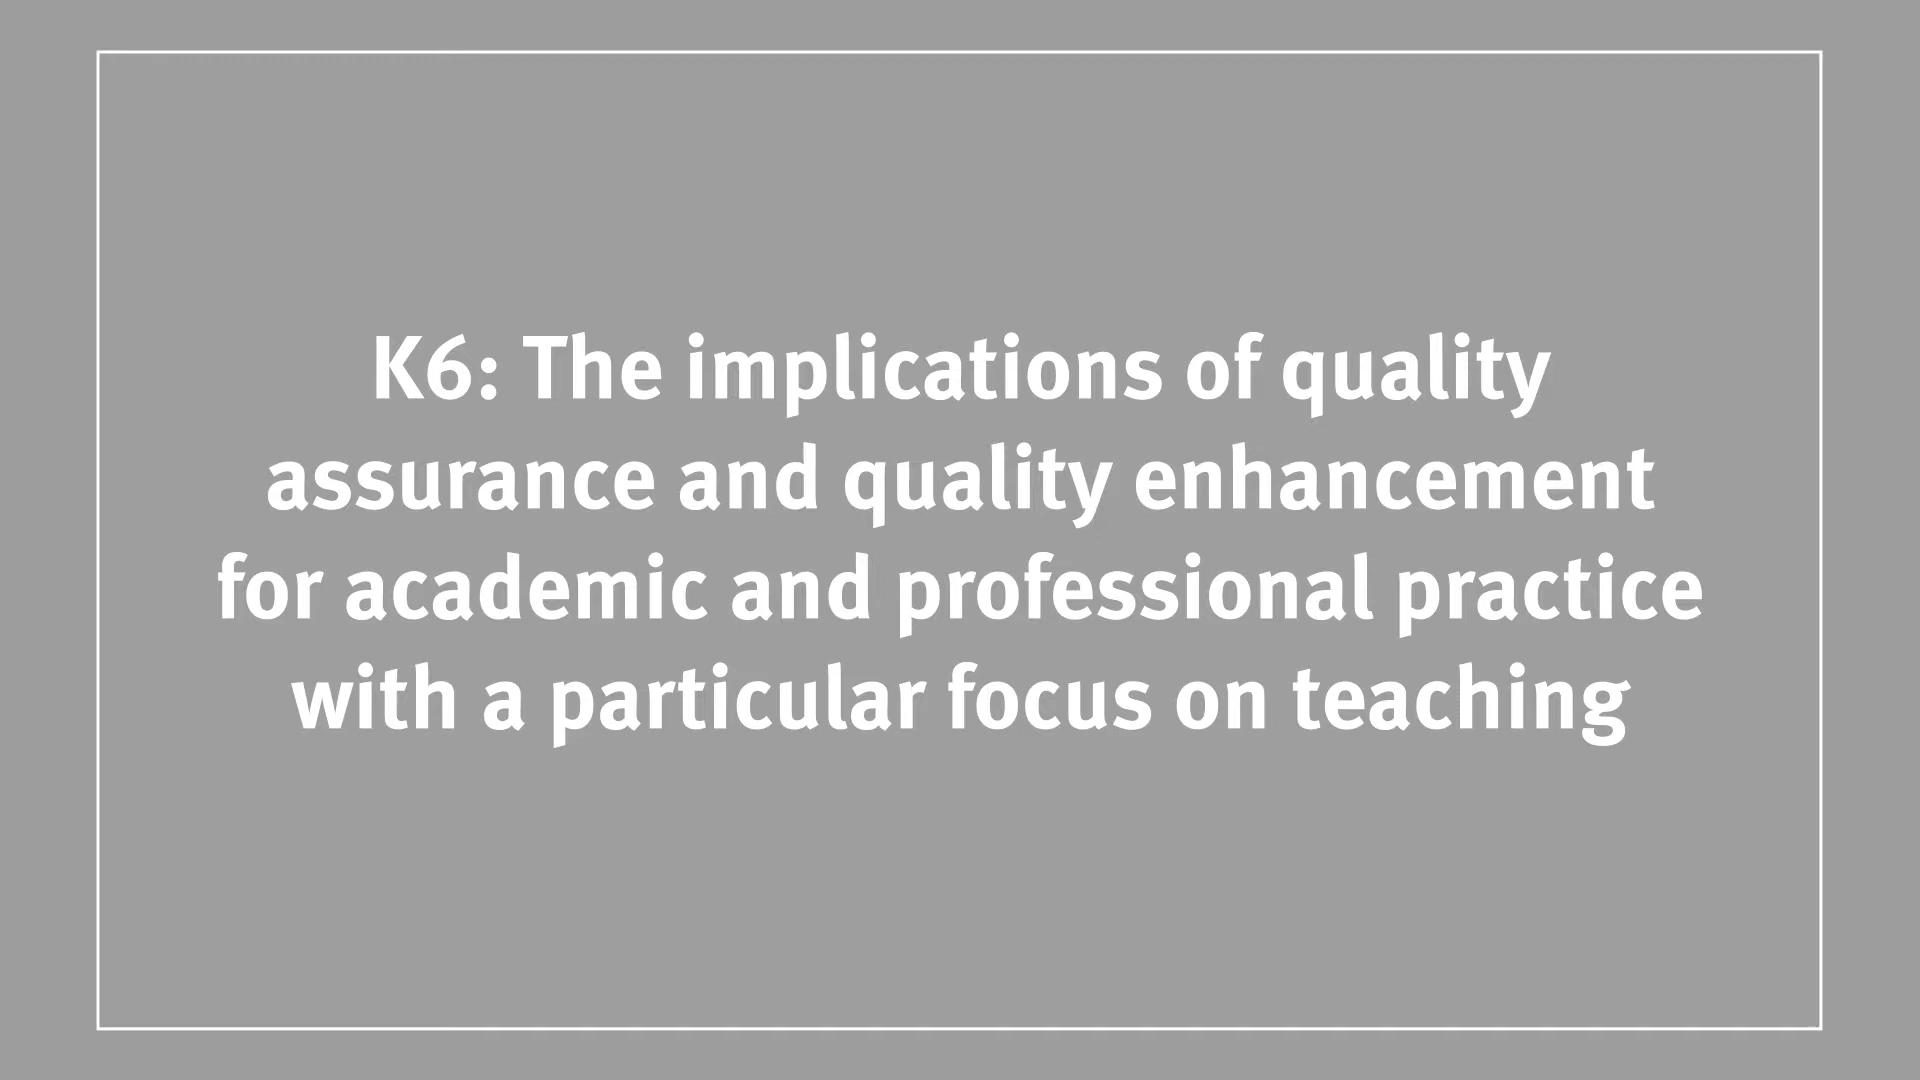 K6: The implications of quality
assurance and quality enhancement
for academic and professional practice
with a particular focus on teaching